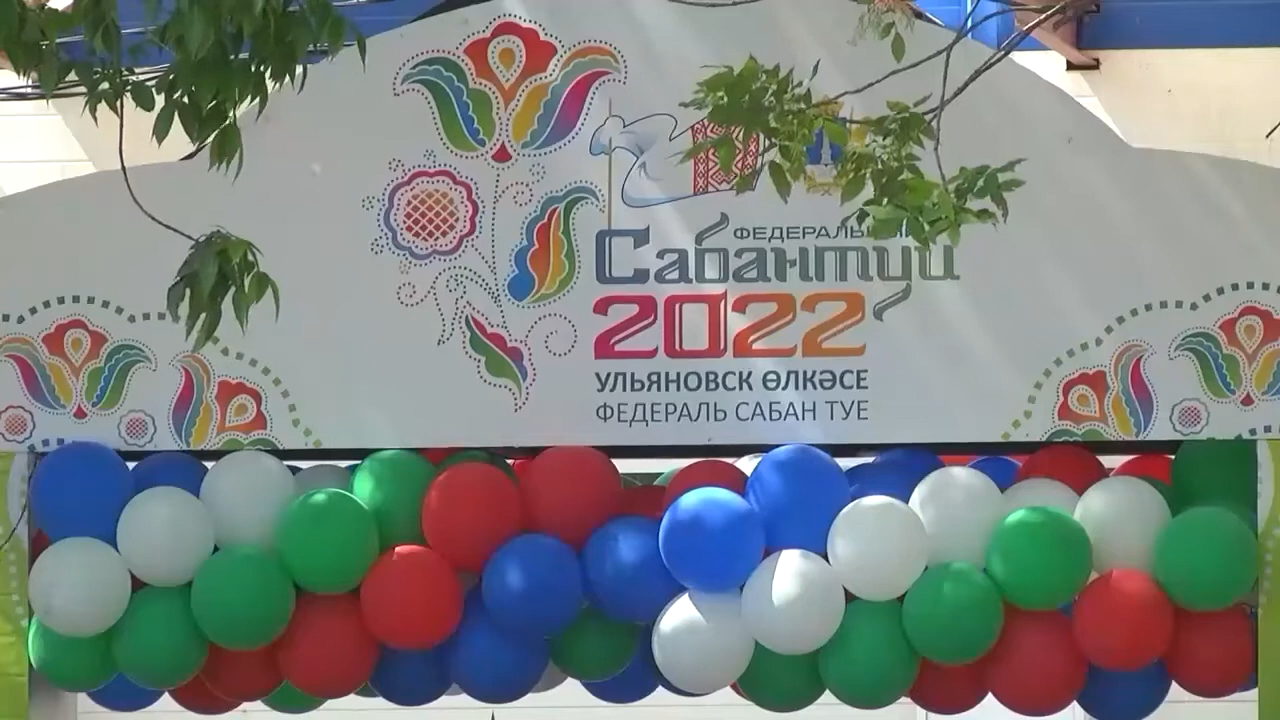 ФЕДЕРАЛЬНЫЙ
Сабантуй
2022
УЛЬЯНОВСК ӨЛКӘСЕ
ФЕДЕРАЛЬ САБАН ТУЕ